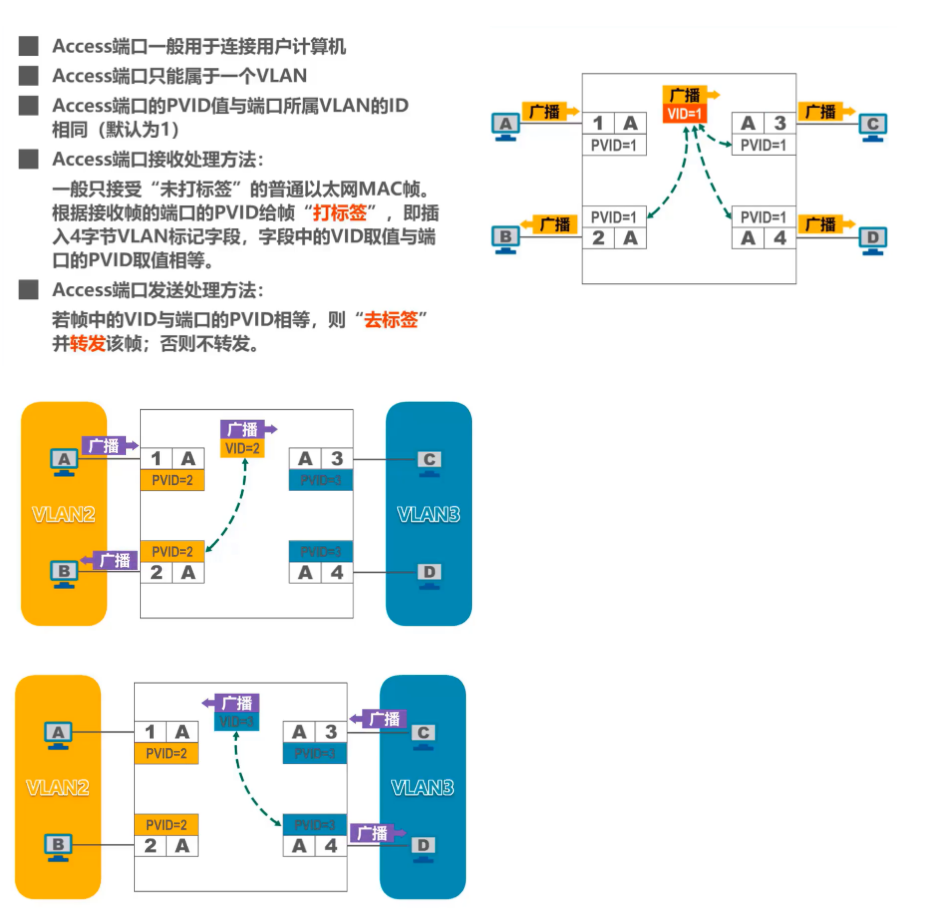 Access端口一般用于连接用户计算机
Access端口只能属于一个VLAN
Access端口的PVID值与端口所属VLAN的ID
相同（默认为1）
Access端口接收处理方法：
一般只接受“未打标签”的普通以太网MAC帧。
根据接收帧的端口的PVID给帧“打标签”，即插
入4字节VLAN标记字段，字段中的VID取值与端
口的PVID取值相等。
Access端口发送处理方法：
若帧中的VID与端口的PVID相等，则“去标签”
并转发该帧；否则不转发。
广播
VID=1
A 广播 1 A
PVID=1
A 3 广播 C
PVID=1
PVID=1
B 广播 2 A
PVID=1
A 4 广播 D
广播
VID=2
A 广播 1 A
PVID=2
A 3 C
PVID=3
VLAN2
VLAN3
PVID=2
B 广播 2 A
PVID=3
A 4 D
广播
VID=3
A 1 A
PVID=2
A 3 广播 C
PVID=3
VLAN2
VLAN3
PVID=2
B 2 A
PVID=3
A 4 广播 D